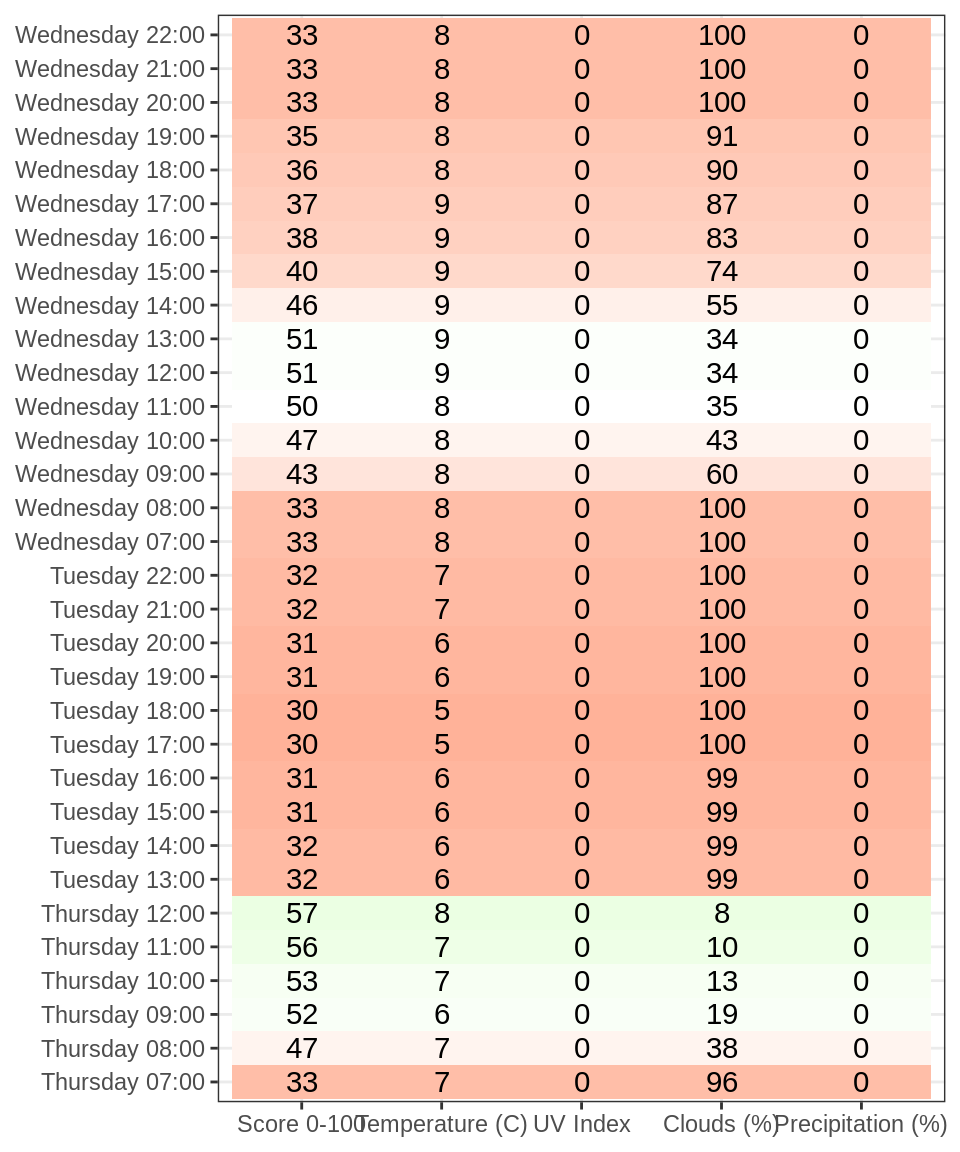 Wednesday 22:00 33 8 0 100 0
Wednesday 21:00 33 8 0 100 0
Wednesday 20:00 33 8 0 100 0
Wednesday 19:00 35 8 0 91 0
Wednesday 18:00 36 8 0 90 0
Wednesday 17:00 37 9 0 87 0
Wednesday 16:00 38 9 0 83 0
Wednesday 15:00 40 9 0 74 0
Wednesday 14:00 46 9 0 55 0
Wednesday 13:00 51 9 0 34 0
Wednesday 12:00 51 9 0 34 0
Wednesday 11:00 50 8 0 35 0
Wednesday 10:00 47 8 0 43 0
Wednesday 09:00 43 8 0 60 0
Wednesday 08:00 33 8 0 100 0
Wednesday 07:00 33 8 0 100 0
Tuesday 22:00 32 7 0 100 0
Tuesday 21:00 32 7 0 100 0
Tuesday 20:00 31 6 0 100 0
Tuesday 19:00 31 6 0 100 0
Tuesday 18:00 30 5 0 100 0
Tuesday 17:00 30 5 0 100 0
Tuesday 16:00 31 6 0 99 0
Tuesday 15:00 31 6 0 99 0
Tuesday 14:00 32 6 0 99 0
Tuesday 13:00 32 6 0 99 0
Thursday 12:00 57 8 0 8 0
Thursday 11:00 56 7 0 10 0
Thursday 10:00 53 7 0 13 0
Thursday 09:00 52 6 0 19 0
Thursday 08:00 47 7 0 38 0
Thursday 07:00 33 7 0 96 0
Score 0-100 Temperature (C) UV Index Clouds (%) Precipitation (%)